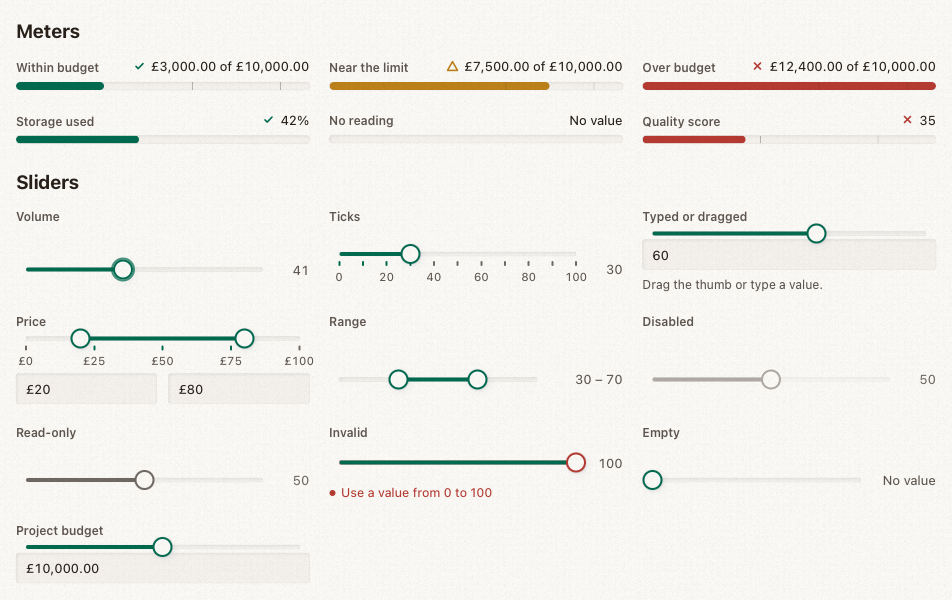 Meters
Within budget £3,000.00 of £10,000.00
Near the limit £7,500.00 of £10,000.00
Over budget £12,400.00 of £10,000.00
Storage used 42%
No reading No value
Quality score 35
Sliders
Volume
41
Ticks
0 20 40 60 80 100
30
Typed or dragged
60
Drag the thumb or type a value.
Price
£0 £25 £50 £75 £100
£20 £80
Range
30 – 70
Disabled
50
Read-only
50
Invalid
100
Use a value from 0 to 100
Empty
No value
Project budget
£10,000.00